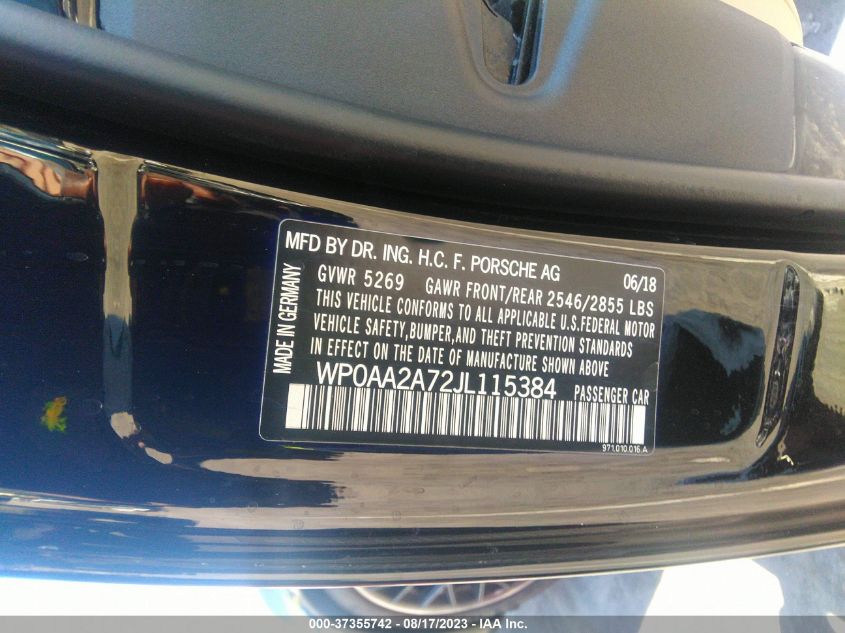 MFD BY DR. ING. H.C. F. PORSCHE AG 06/18
GVWR 5269 GAWR FRONT/REAR 2546/2855 LBS
THIS VEHICLE CONFORMS TO ALL APPLICABLE U.S.FEDERAL MOTOR
VEHICLE SAFETY,BUMPER,AND THEFT PREVENTION STANDARDS
IN EFFECT ON THE DATE OF MANUFACTURE SHOWN ABOVE
WP0AA2A72JL115384 PASSENGER CAR
971.010.016.A
MADE IN GERMANY
000-37355742 - 08/17/2023 - IAA Inc.